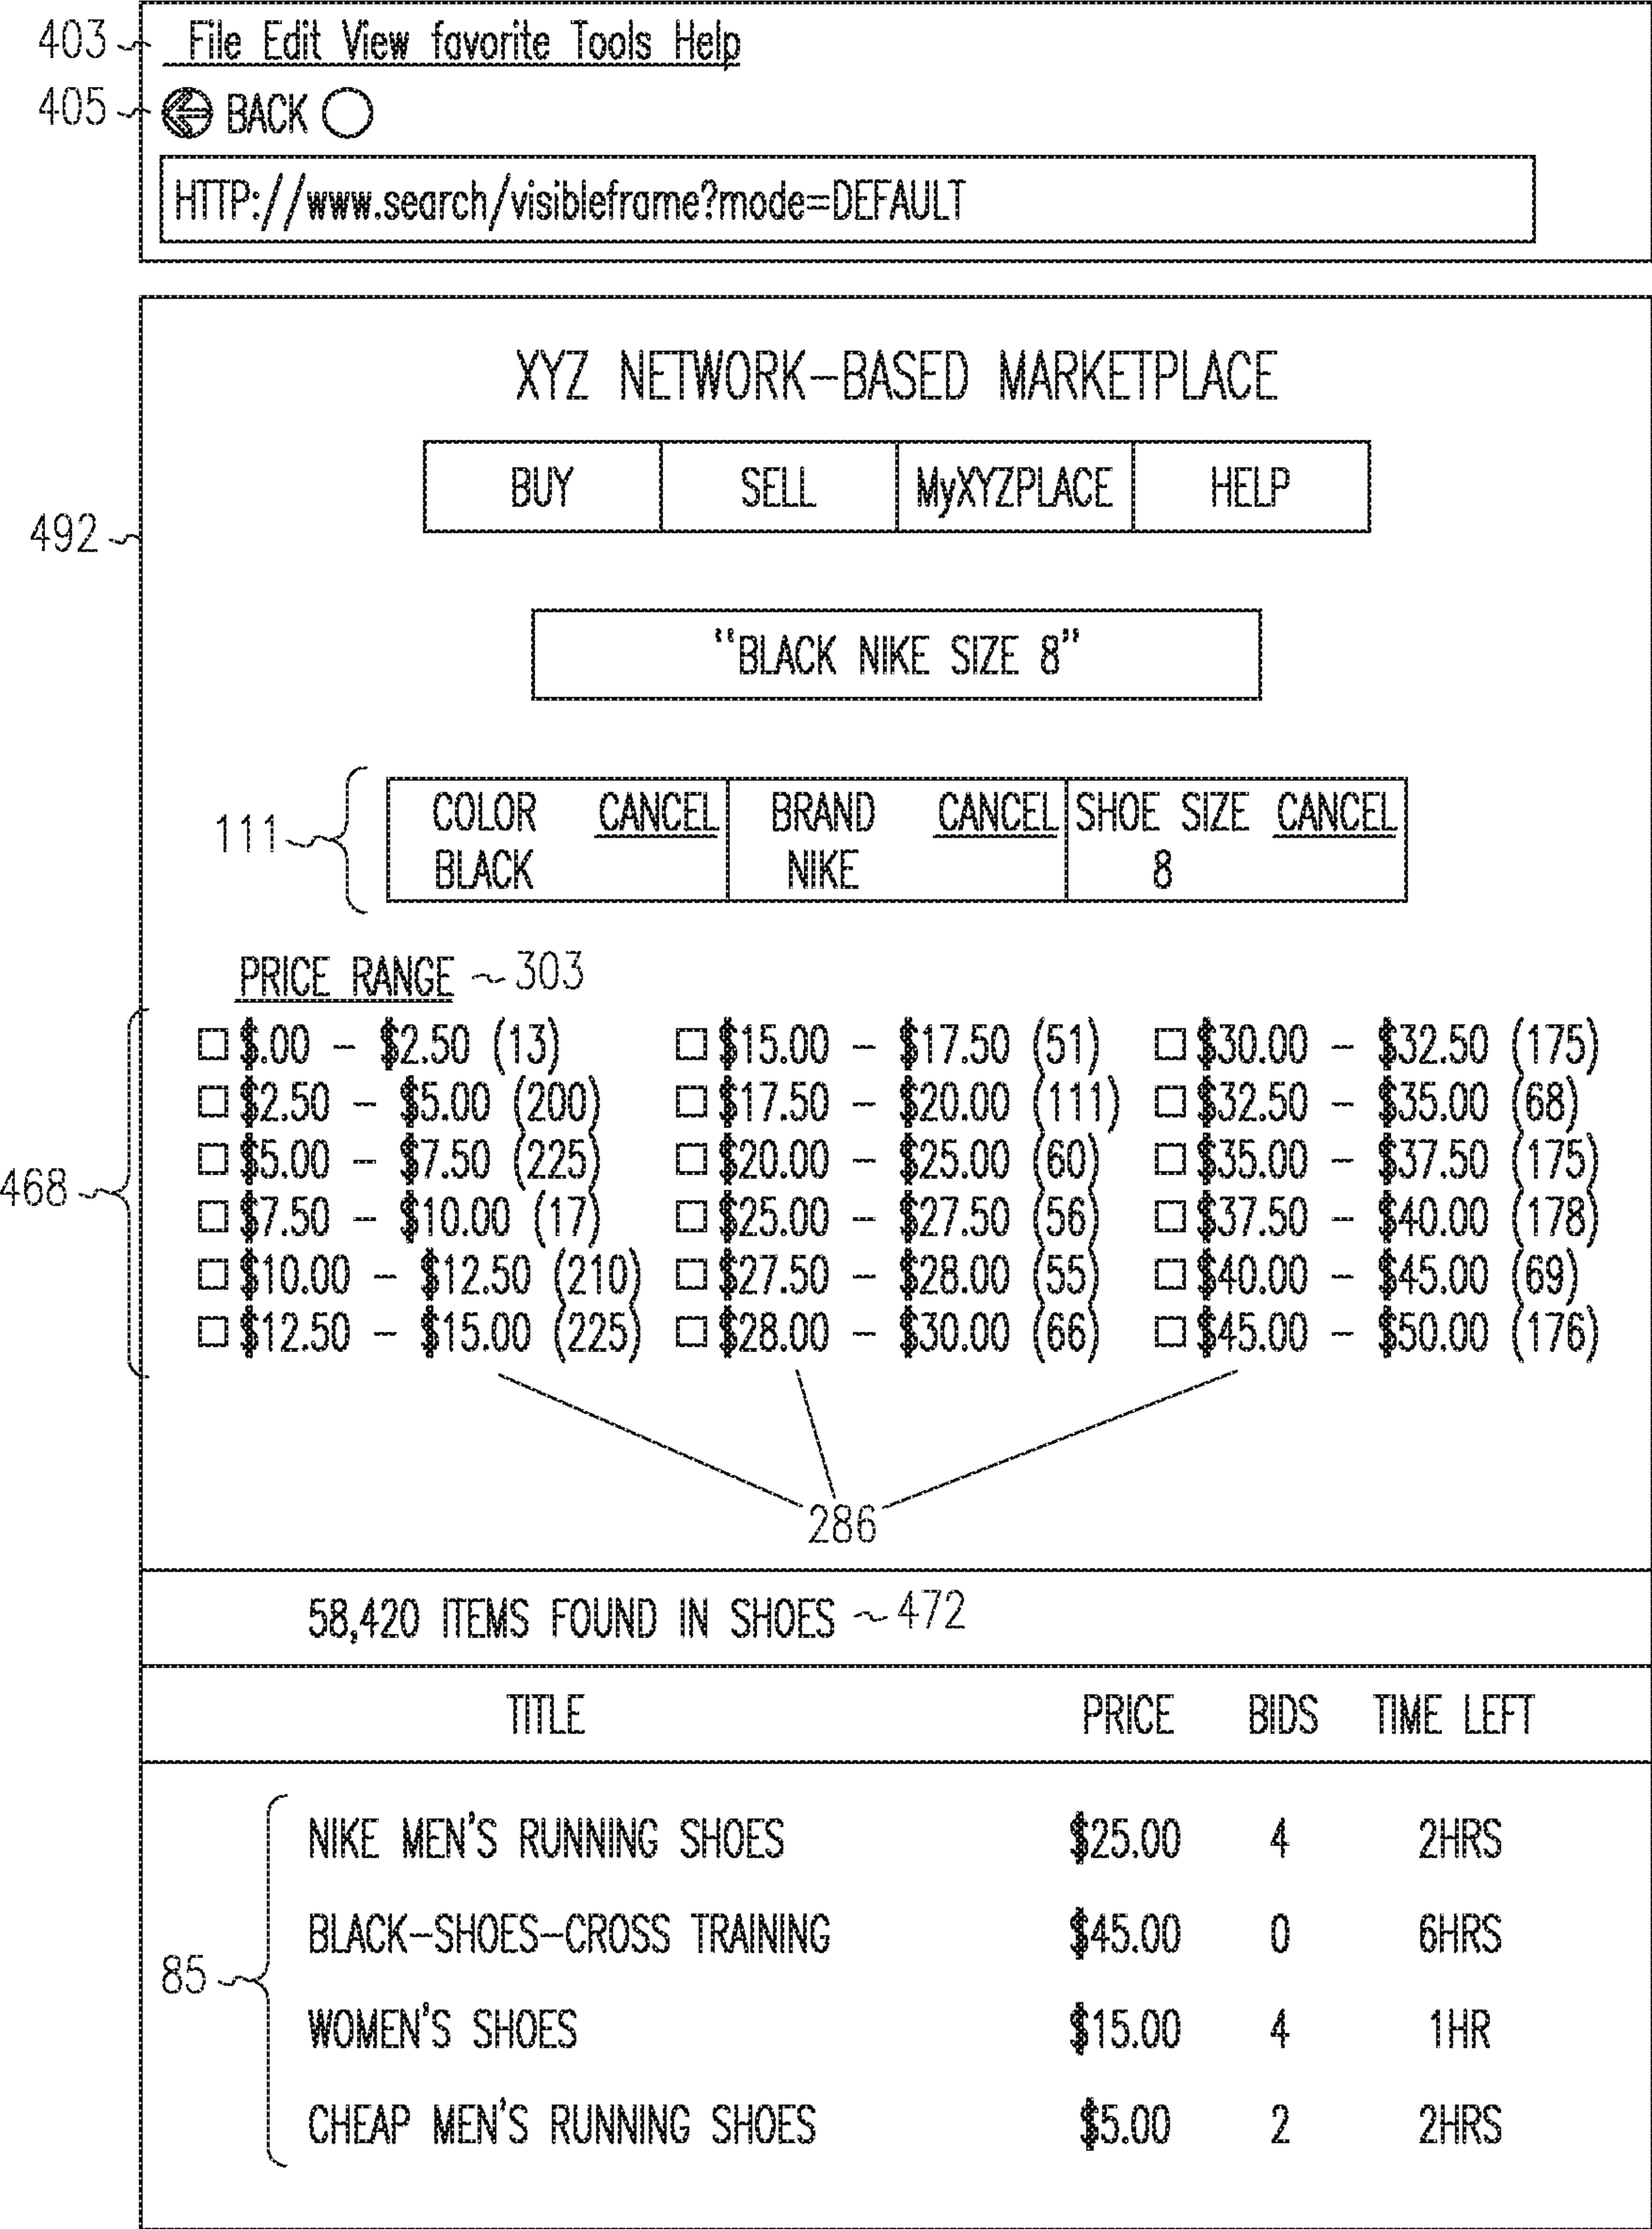 403 File Edit View favorite Tools Help
405 BACK
HTTP://www.search/visibleframe?mode=DEFAULT
XYZ NETWORK-BASED MARKETPLACE
BUY SELL MyXYZPLACE HELP
492
"BLACK NIKE SIZE 8"
COLOR CANCEL BRAND CANCEL SHOE SIZE CANCEL
111
BLACK NIKE 8
PRICE RANGE 303
$.00 - $2.50 (13) $15.00 - $17.50 (51) $30.00 - $32.50 (175)
$2.50 - $5.00 (200) $17.50 - $20.00 (111) $32.50 - $35.00 (68)
$5.00 - $7.50 (225) $20.00 - $25.00 (60) $35.00 - $37.50 (175)
468
$7.50 - $10.00 (17) $25.00 - $27.50 (56) $37.50 - $40.00 (178)
$10.00 - $12.50 (210) $27.50 - $28.00 (55) $40.00 - $45.00 (69)
$12.50 - $15.00 (225) $28.00 - $30.00 (66) $45.00 - $50.00 (176)
286
58,420 ITEMS FOUND IN SHOES 472
TITLE PRICE BIDS TIME LEFT
NIKE MEN'S RUNNING SHOES $25.00 4 2HRS
BLACK-SHOES-CROSS TRAINING $45.00 0 6HRS
85
WOMEN'S SHOES $15.00 4 1HR
CHEAP MEN'S RUNNING SHOES $5.00 2 2HRS